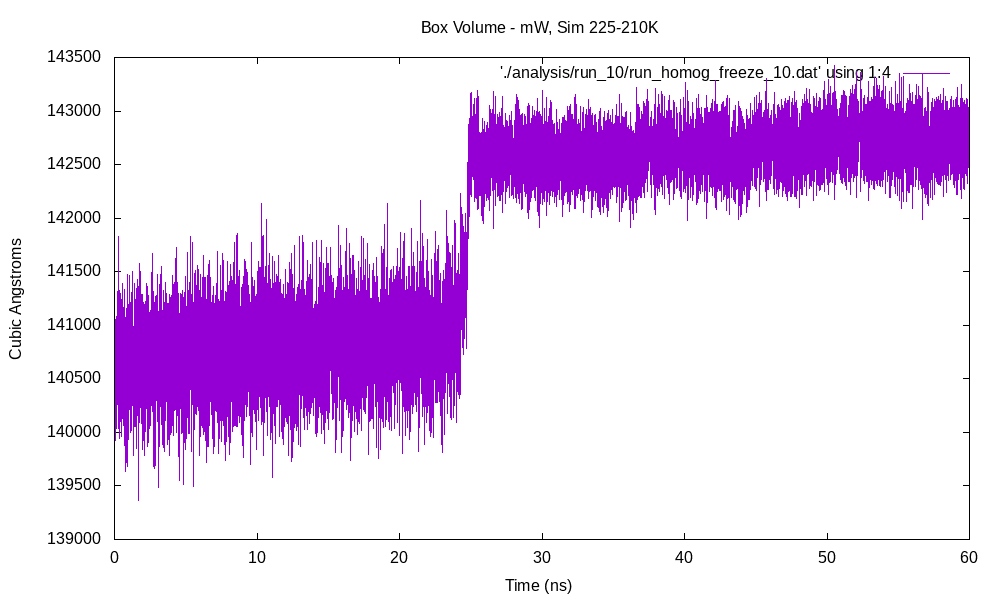 Box Volume - mW, Sim 225-210K
'./analysis/run_10/run_homog_freeze_10.dat' using 1:4
143500
143000
142500
142000
141500
141000
140500
140000
139500
139000
Cubic Angstroms
0 10 20 30 40 50 60
Time (ns)